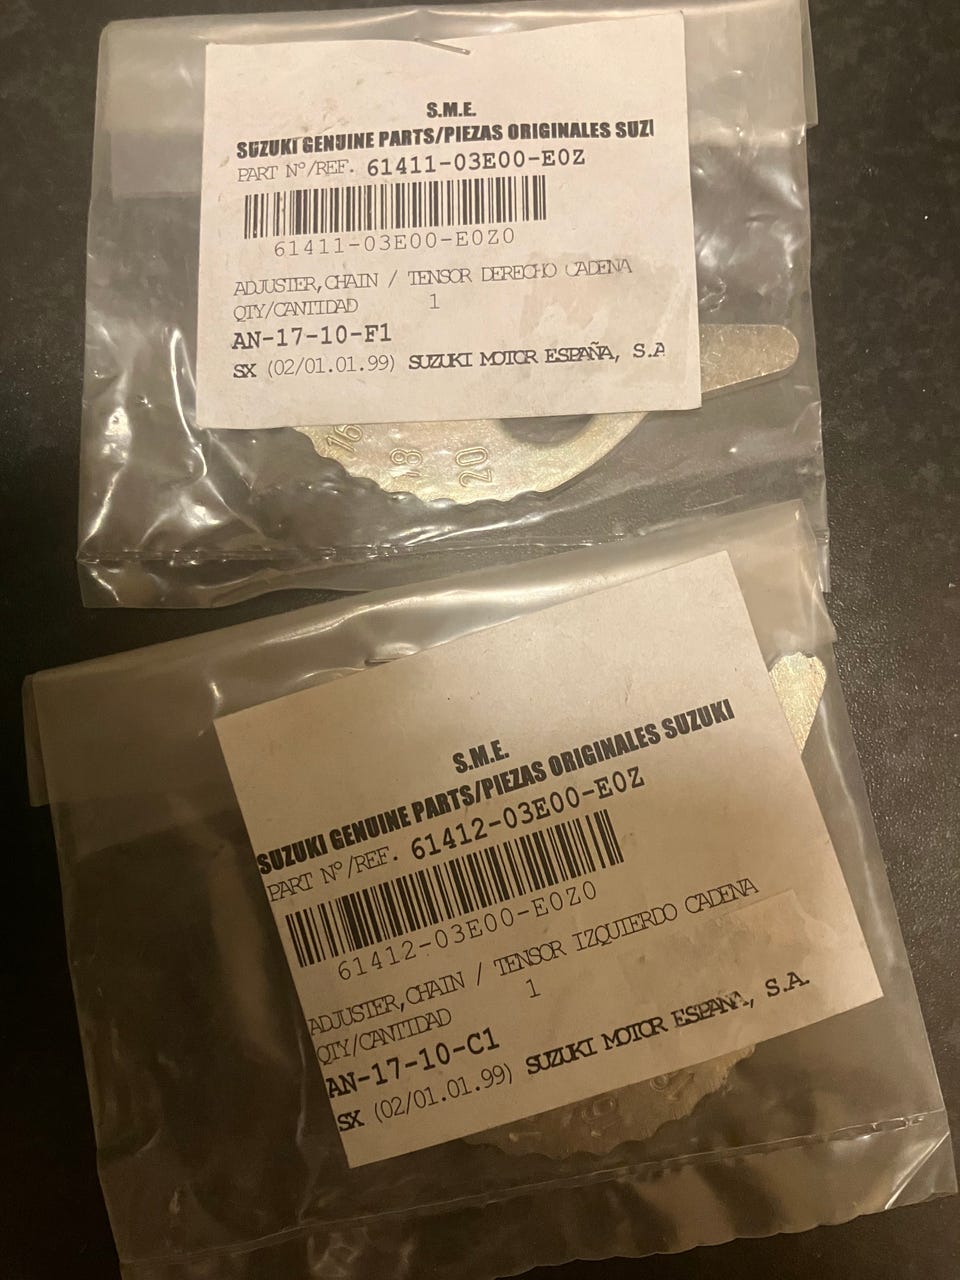 S.M.E.
SUZUKI GENUINE PARTS/PIEZAS ORIGINALES SUZI
PART Nº/REF. 61411-03E00-E0Z
61411-03E00-E0Z0
ADJUSTER,CHAIN / TENSOR DERECHO CADENA
QTY/CANTIDAD 1
AN-17-10-F1
SX (02/01.01.99) SUZUKI MOTOR ESPAÑA, S.A
16 18 20
S.M.E.
SUZUKI GENUINE PARTS/PIEZAS ORIGINALES SUZUKI
PART Nº/REF. 61412-03E00-E0Z
61412-03E00-E0Z0
ADJUSTER,CHAIN / TENSOR IZQUIERDO CADENA
QTY/CANTIDAD 1
AN-17-10-C1
SX (02/01.01.99) SUZUKI MOTOR ESPAÑA, S.A.